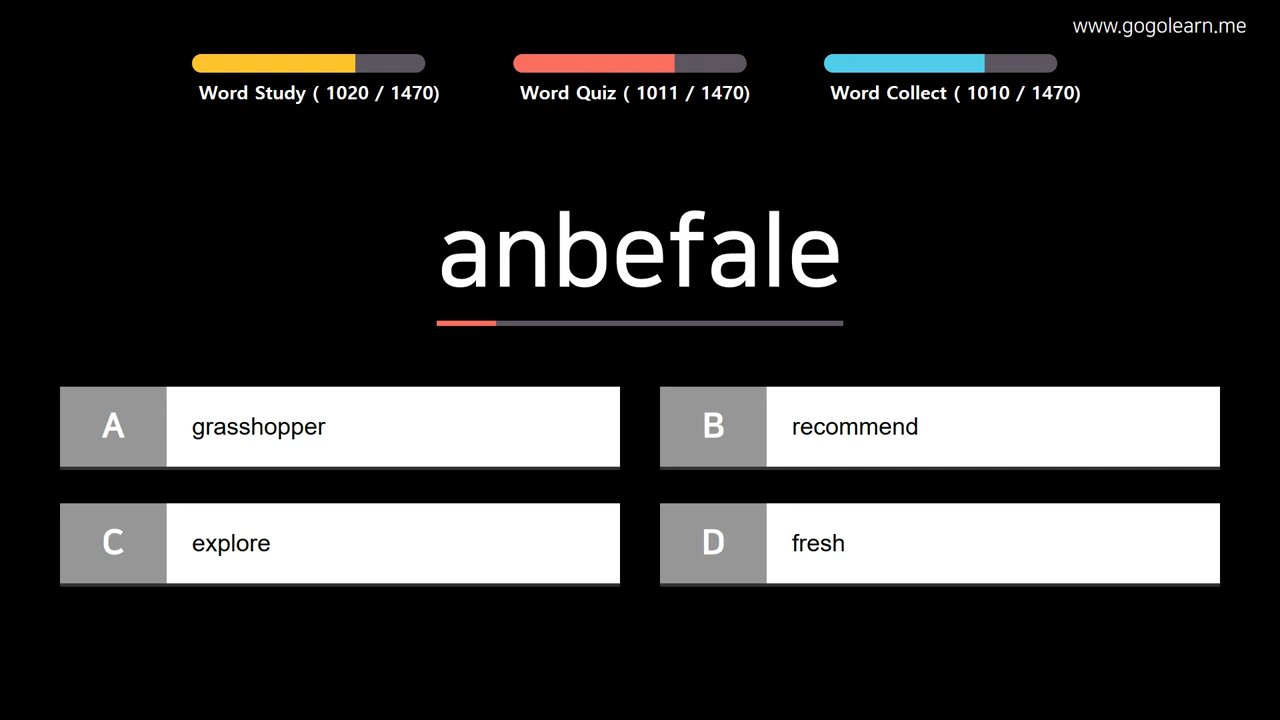 www.gogolearn.me
Word Study ( 1020 / 1470)
Word Quiz ( 1011 / 1470)
Word Collect ( 1010 / 1470)
anbefale
A grasshopper
B recommend
C explore
D fresh